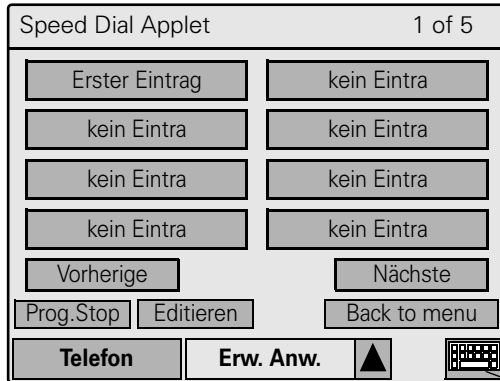 Speed Dial Applet 1 of 5
Erster Eintrag kein Eintra
kein Eintra kein Eintra
kein Eintra kein Eintra
kein Eintra kein Eintra
Vorherige Nächste
Prog.Stop Editieren Back to menu
Telefon Erw. Anw.